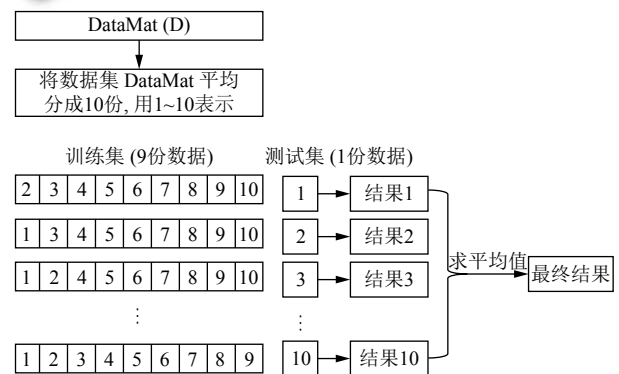 DataMat (D)
将数据集 DataMat 平均
分成10份, 用1~10表示
训练集 (9份数据) 测试集 (1份数据)
2 3 4 5 6 7 8 9 10 1 结果1
1 3 4 5 6 7 8 9 10 2 结果2
求平均值
1 2 4 5 6 7 8 9 10 3 结果3 最终结果
⋮ ⋮
1 2 3 4 5 6 7 8 9 10 结果10